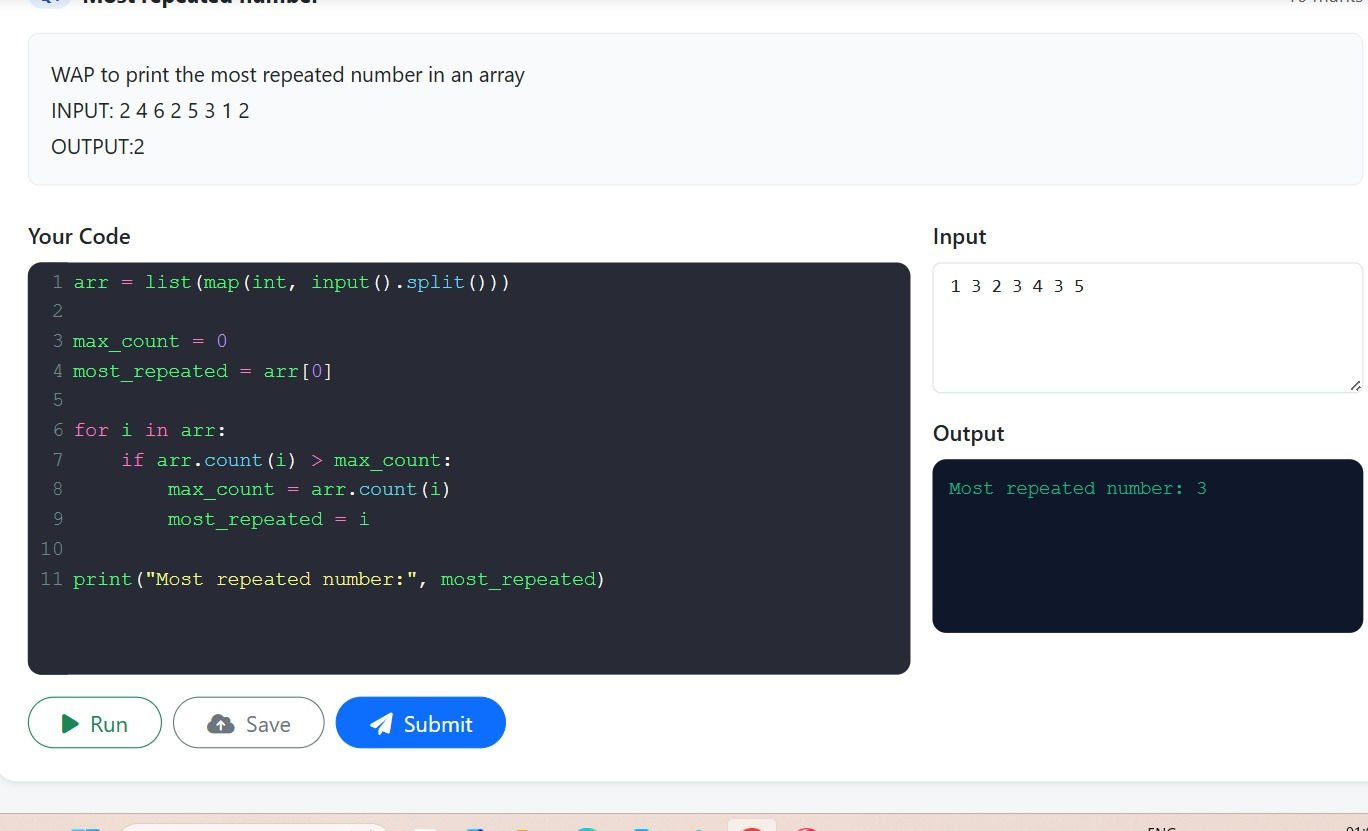 Most repeated number
WAP to print the most repeated number in an array
INPUT: 2 4 6 2 5 3 1 2
OUTPUT:2
Your Code
1 arr = list(map(int, input().split()))
2
3 max_count = 0
4 most_repeated = arr[0]
5
6 for i in arr:
7     if arr.count(i) > max_count:
8         max_count = arr.count(i)
9         most_repeated = i
10
11 print("Most repeated number:", most_repeated)
Input
1 3 2 3 4 3 5
Output
Most repeated number: 3
Run
Save
Submit
ENG